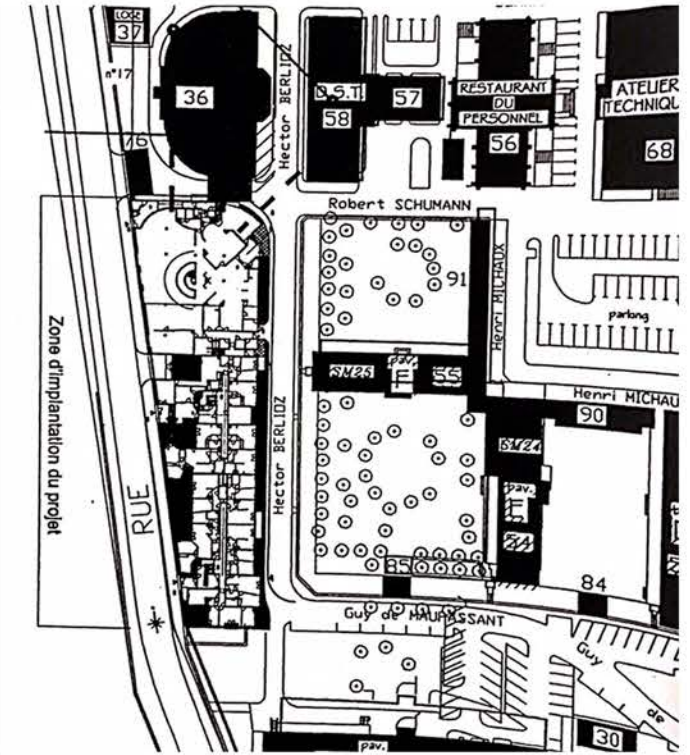 LOGE
37
n°17
76
36
Hector BERLIOZ
D.S.T.
58
57
RESTAURANT
DU
PERSONNEL
56
ATELIER
TECHNIQU
68
Robert SCHUMANN
91
Henri MICHAUX
parking
Zone d'implantation du projet
SM25
pav.
F
55
Henri MICHAU
90
Hector BERLIOZ
SM24
pav.
F
54
RUE
85
84
Guy de MAUPASSANT
Guy
de
30
pav.